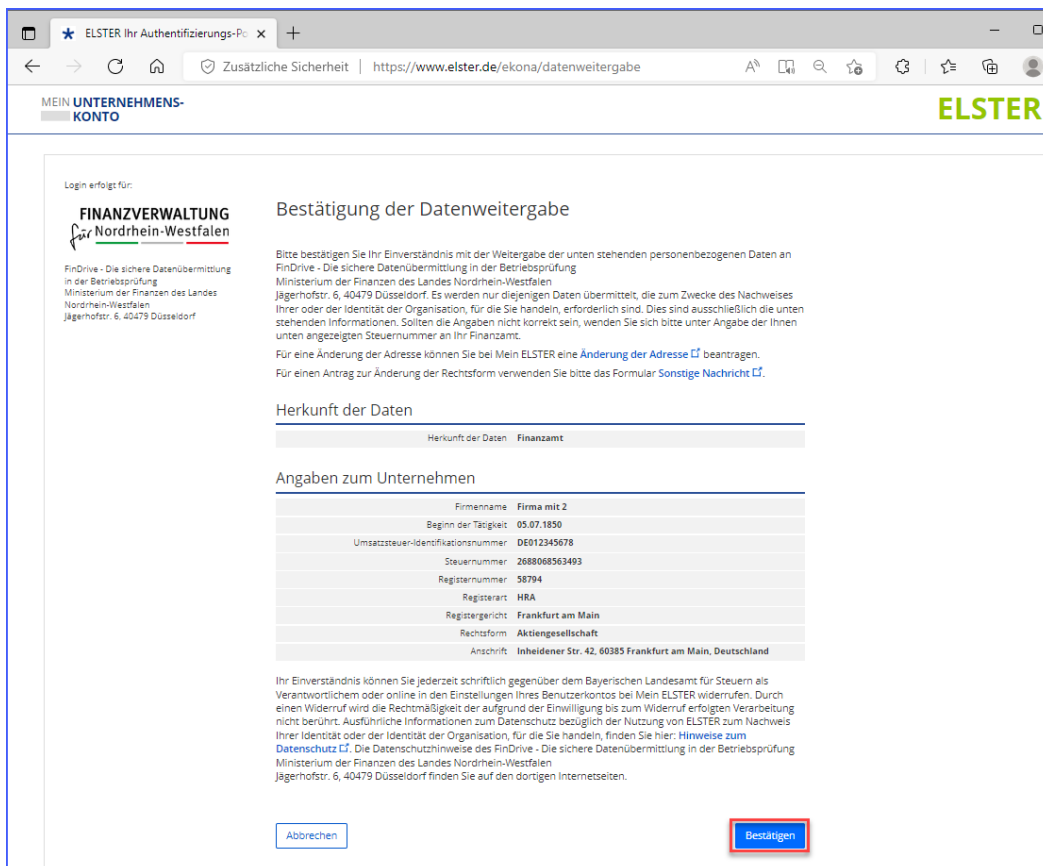 ELSTER Ihr Authentifizierungs-Po
Zusätzliche Sicherheit | https://www.elster.de/ekona/datenweitergabe
MEIN UNTERNEHMENS-
KONTO
ELSTER
Login erfolgt für:
FINANZVERWALTUNG
für Nordrhein-Westfalen
FinDrive - Die sichere Datenübermittlung
in der Betriebsprüfung
Ministerium der Finanzen des Landes
Nordrhein-Westfalen
Jägerhofstr. 6, 40479 Düsseldorf
Bestätigung der Datenweitergabe
Bitte bestätigen Sie Ihr Einverständnis mit der Weitergabe der unten stehenden personenbezogenen Daten an
FinDrive - Die sichere Datenübermittlung in der Betriebsprüfung
Ministerium der Finanzen des Landes Nordrhein-Westfalen
Jägerhofstr. 6, 40479 Düsseldorf. Es werden nur diejenigen Daten übermittelt, die zum Zwecke des Nachweises
Ihrer oder der Identität der Organisation, für die Sie handeln, erforderlich sind. Dies sind ausschließlich die unten
stehenden Informationen. Sollten die Angaben nicht korrekt sein, wenden Sie sich bitte unter Angabe der Ihnen
unten angezeigten Steuernummer an Ihr Finanzamt.
Für eine Änderung der Adresse können Sie bei Mein ELSTER eine Änderung der Adresse beantragen.
Für einen Antrag zur Änderung der Rechtsform verwenden Sie bitte das Formular Sonstige Nachricht.
Herkunft der Daten
Herkunft der Daten Finanzamt
Angaben zum Unternehmen
Firmenname Firma mit 2
Beginn der Tätigkeit 05.07.1850
Umsatzsteuer-Identifikationsnummer DE012345678
Steuernummer 2688068563493
Registernummer 58794
Registerart HRA
Registergericht Frankfurt am Main
Rechtsform Aktiengesellschaft
Anschrift Inheidener Str. 42, 60385 Frankfurt am Main, Deutschland
Ihr Einverständnis können Sie jederzeit schriftlich gegenüber dem Bayerischen Landesamt für Steuern als
Verantwortlichem oder online in den Einstellungen Ihres Benutzerkontos bei Mein ELSTER widerrufen. Durch
einen Widerruf wird die Rechtmäßigkeit der aufgrund der Einwilligung bis zum Widerruf erfolgten Verarbeitung
nicht berührt. Ausführliche Informationen zum Datenschutz bezüglich der Nutzung von ELSTER zum Nachweis
Ihrer Identität oder der Identität der Organisation, für die Sie handeln, finden Sie hier: Hinweise zum
Datenschutz. Die Datenschutzhinweise des FinDrive - Die sichere Datenübermittlung in der Betriebsprüfung
Ministerium der Finanzen des Landes Nordrhein-Westfalen
Jägerhofstr. 6, 40479 Düsseldorf finden Sie auf den dortigen Internetseiten.
Abbrechen
Bestätigen